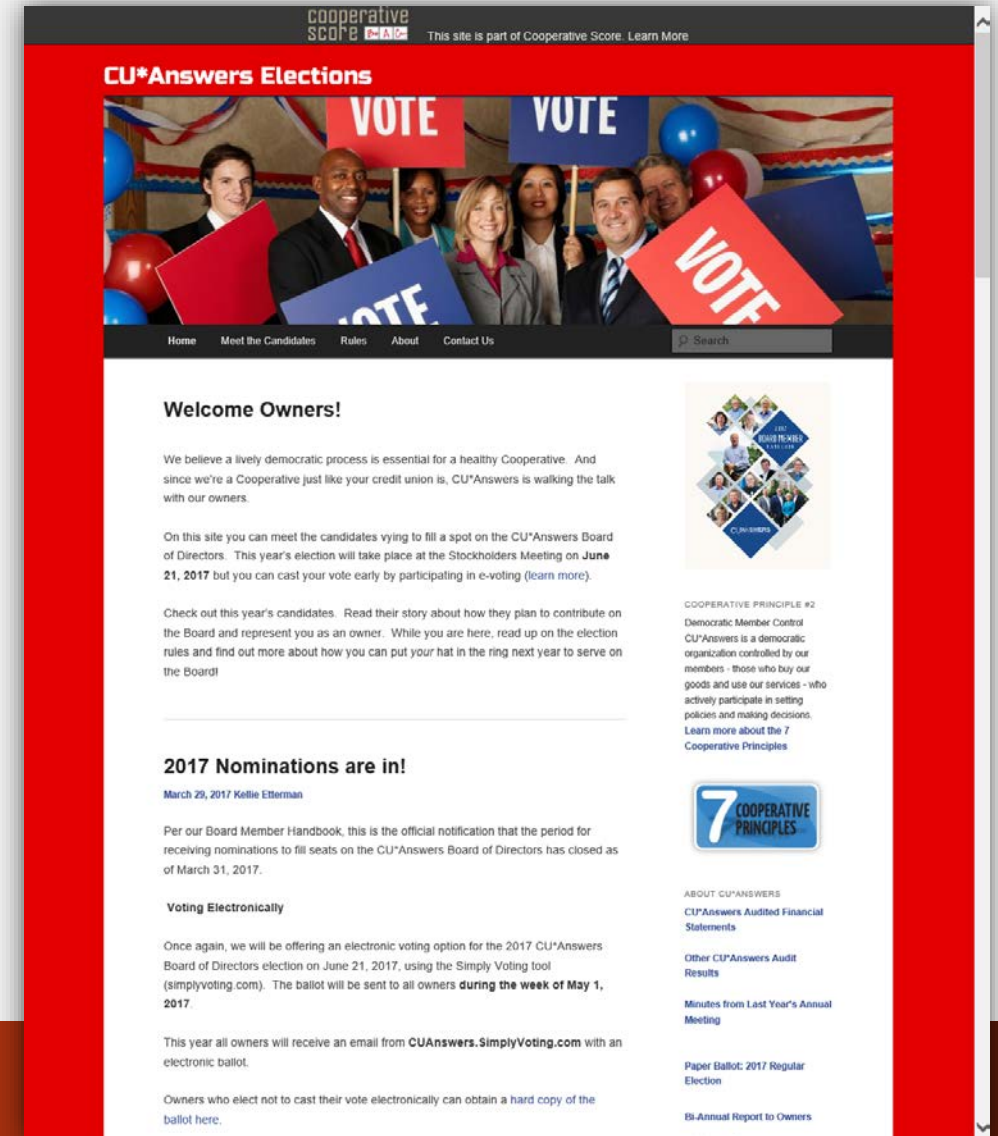 cooperative
score Be A C- This site is part of Cooperative Score. Learn More
CU*Answers Elections
VOTE VOTE
VOTE
VOTE
Home Meet the Candidates Rules About Contact Us Search
Welcome Owners!
We believe a lively democratic process is essential for a healthy Cooperative. And
since we're a Cooperative just like your credit union is, CU*Answers is walking the talk
with our owners.
On this site you can meet the candidates vying to fill a spot on the CU*Answers Board
of Directors. This year's election will take place at the Stockholders Meeting on June
21, 2017 but you can cast your vote early by participating in e-voting (learn more).
Check out this year's candidates. Read their story about how they plan to contribute on
the Board and represent you as an owner. While you are here, read up on the election
rules and find out more about how you can put your hat in the ring next year to serve on
the Board!
2017 Nominations are in!
March 29, 2017 Kellie Etterman
Per our Board Member Handbook, this is the official notification that the period for
receiving nominations to fill seats on the CU*Answers Board of Directors has closed as
of March 31, 2017.
Voting Electronically
Once again, we will be offering an electronic voting option for the 2017 CU*Answers
Board of Directors election on June 21, 2017, using the Simply Voting tool
(simplyvoting.com). The ballot will be sent to all owners during the week of May 1,
2017.
This year all owners will receive an email from CUAnswers.SimplyVoting.com with an
electronic ballot.
Owners who elect not to cast their vote electronically can obtain a hard copy of the
ballot here.
2017
BOARD MEMBER
CU*ANSWERS
COOPERATIVE PRINCIPLE #2
Democratic Member Control
CU*Answers is a democratic
organization controlled by our
members - those who buy our
goods and use our services - who
actively participate in setting
policies and making decisions.
Learn more about the 7
Cooperative Principles
7 COOPERATIVE
PRINCIPLES
ABOUT CU*ANSWERS
CU*Answers Audited Financial
Statements
Other CU*Answers Audit
Results
Minutes from Last Year's Annual
Meeting
Paper Ballot: 2017 Regular
Election
Bi-Annual Report to Owners